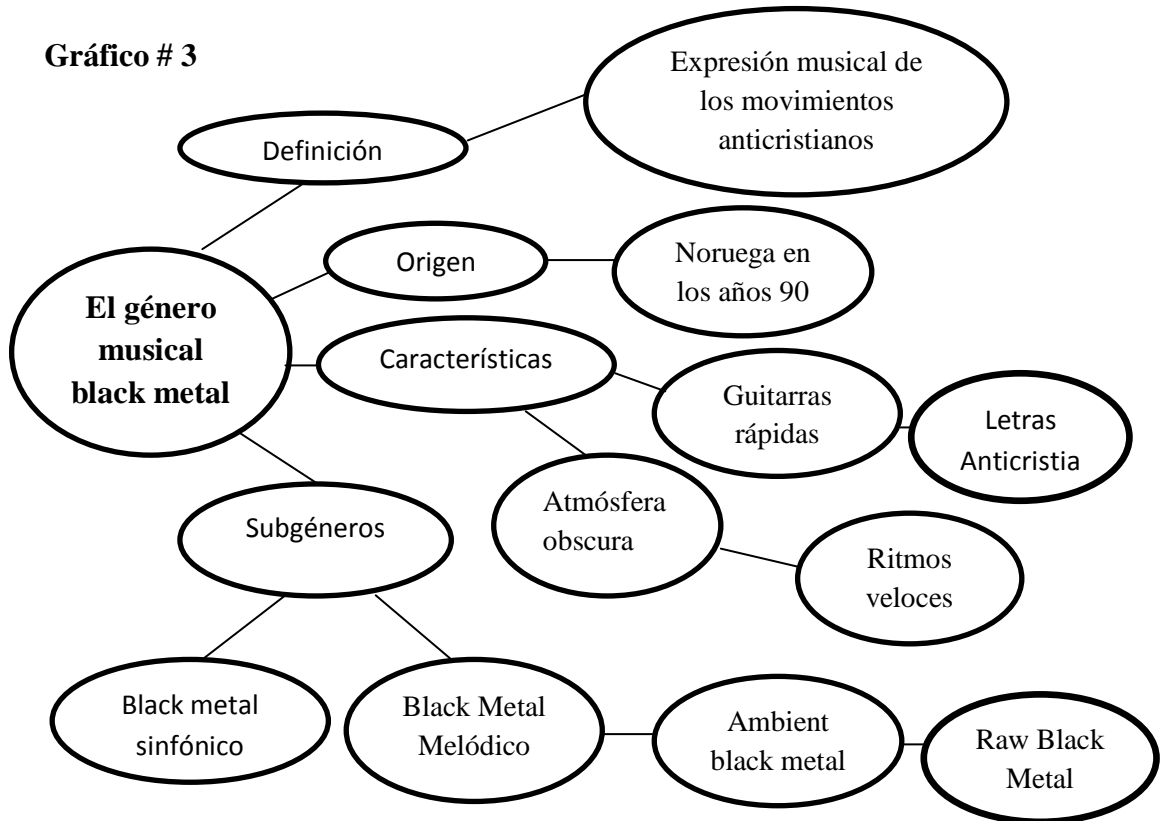 Gráfico # 3
Expresión musical de
los movimientos
anticristianos
Definición
Origen
Noruega en
los años 90
El género
musical
black metal
Características
Guitarras
rápidas
Letras
Anticristia
Atmósfera
obscura
Ritmos
veloces
Subgéneros
Black metal
sinfónico
Black Metal
Melódico
Ambient
black metal
Raw Black
Metal